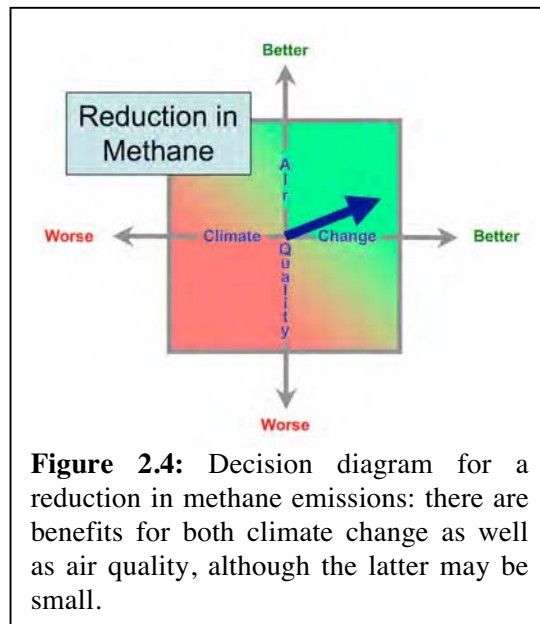 Better
Reduction in
Methane
Air
Worse
Climate
Change
Better
Quality
Worse
Figure 2.4: Decision diagram for a
reduction in methane emissions: there are
benefits for both climate change as well
as air quality, although the latter may be
small.